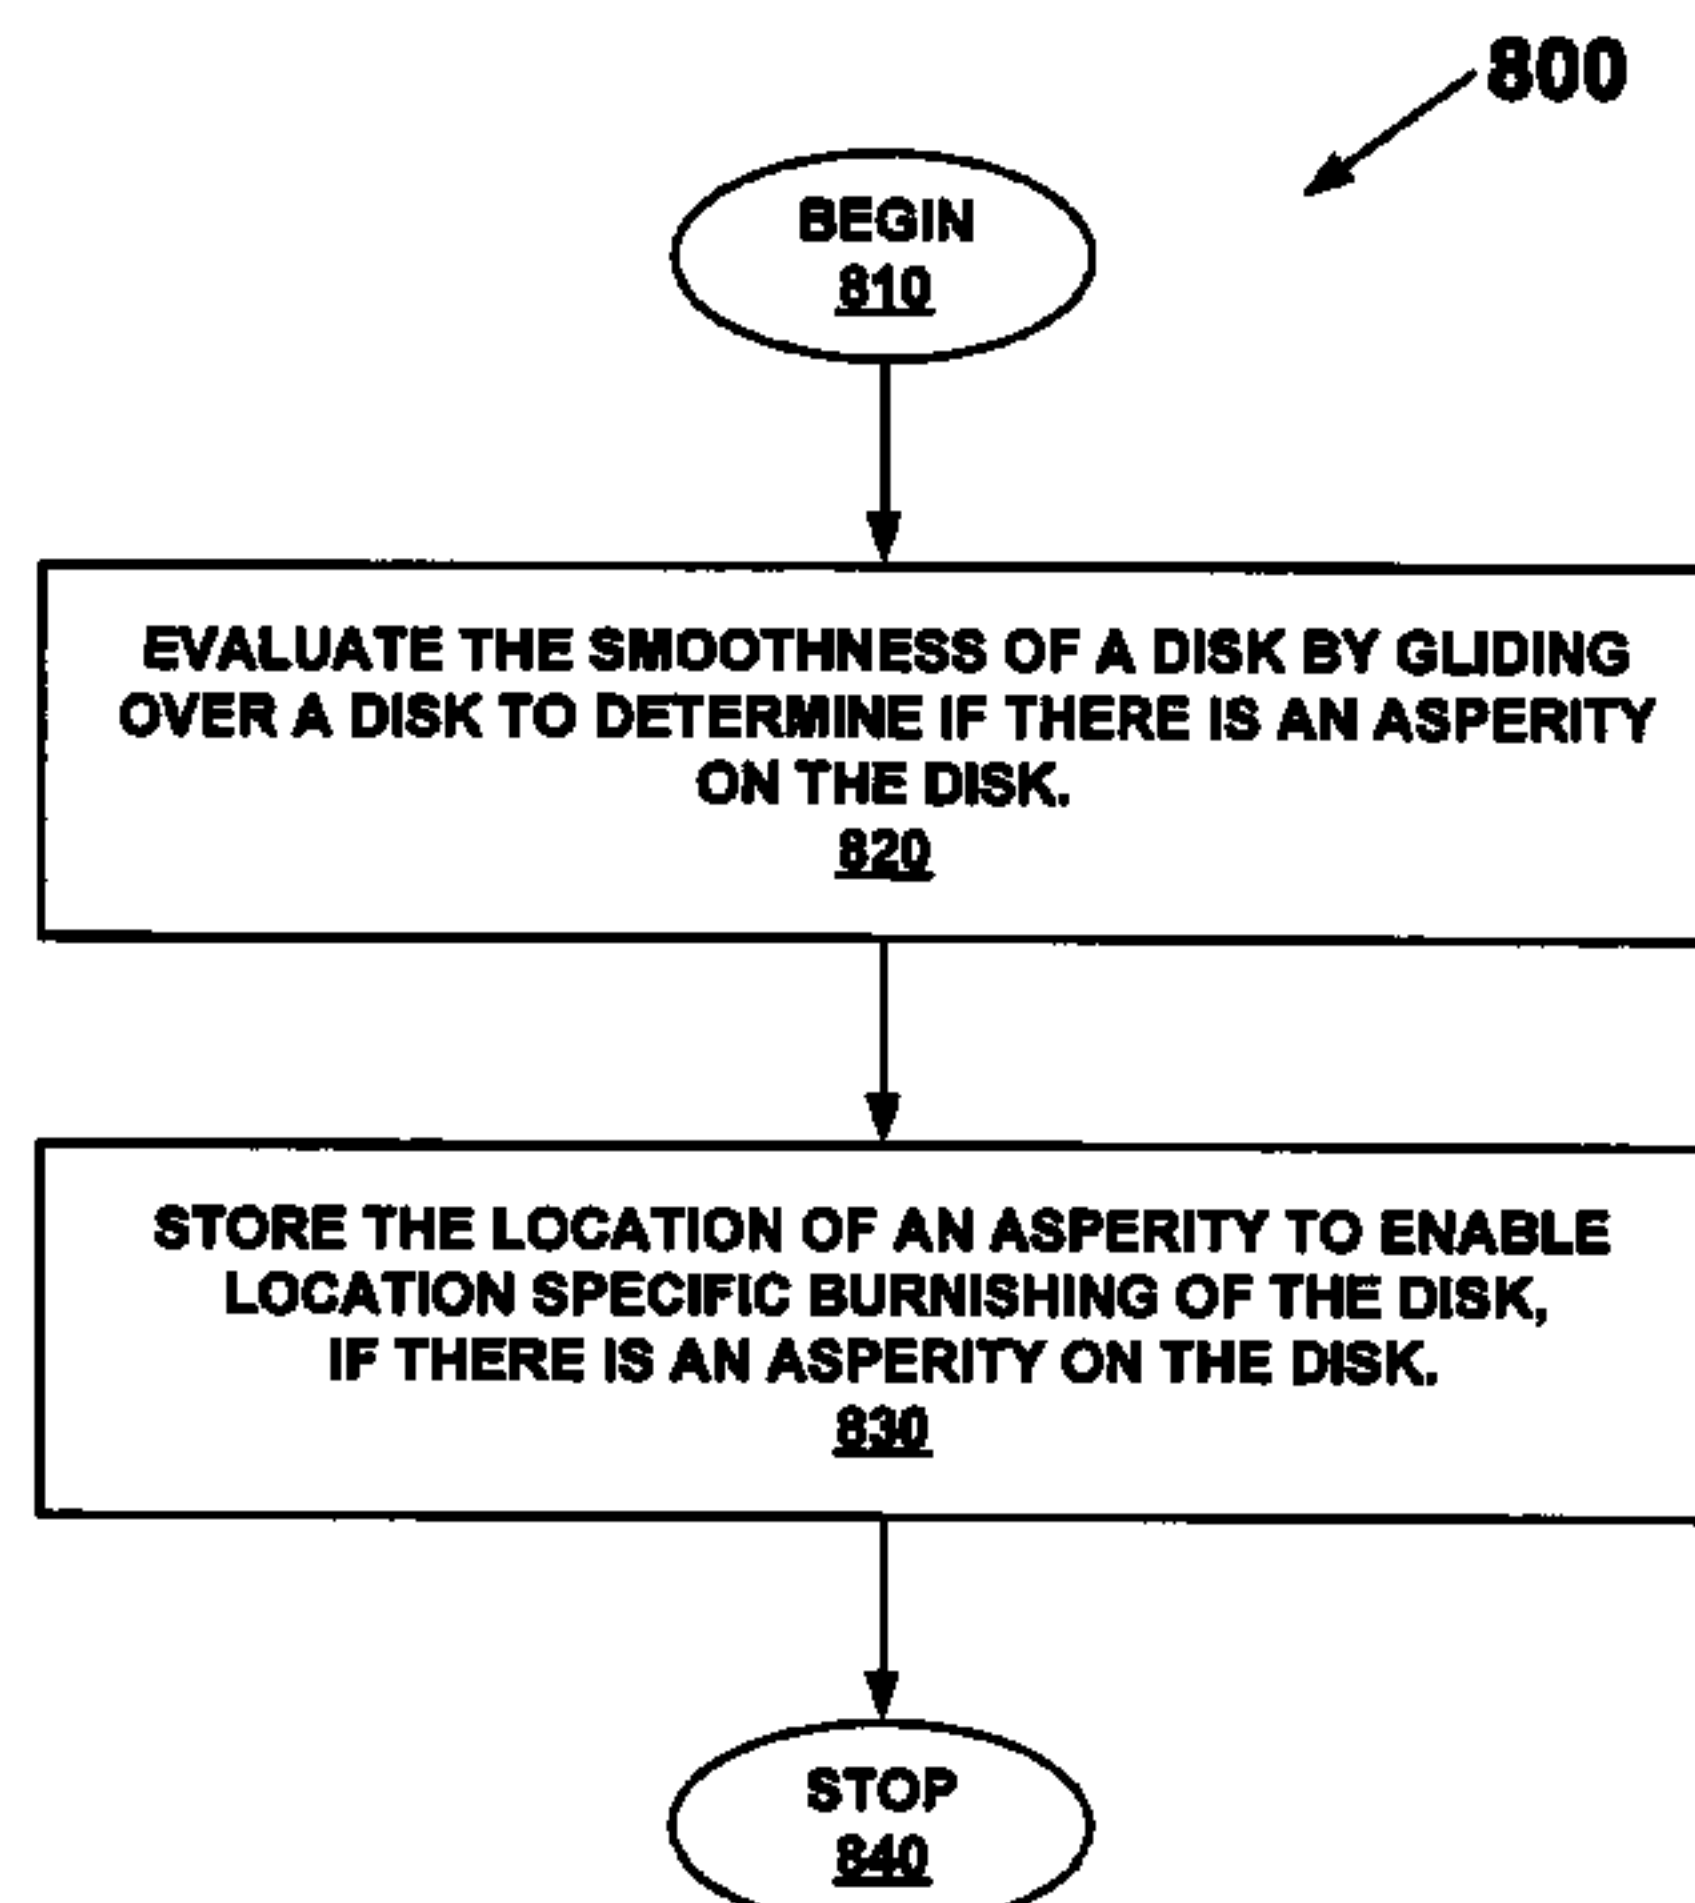 800
BEGIN
810
EVALUATE THE SMOOTHNESS OF A DISK BY GLIDING
OVER A DISK TO DETERMINE IF THERE IS AN ASPERITY
ON THE DISK.
820
STORE THE LOCATION OF AN ASPERITY TO ENABLE
LOCATION SPECIFIC BURNISHING OF THE DISK,
IF THERE IS AN ASPERITY ON THE DISK.
830
STOP
840